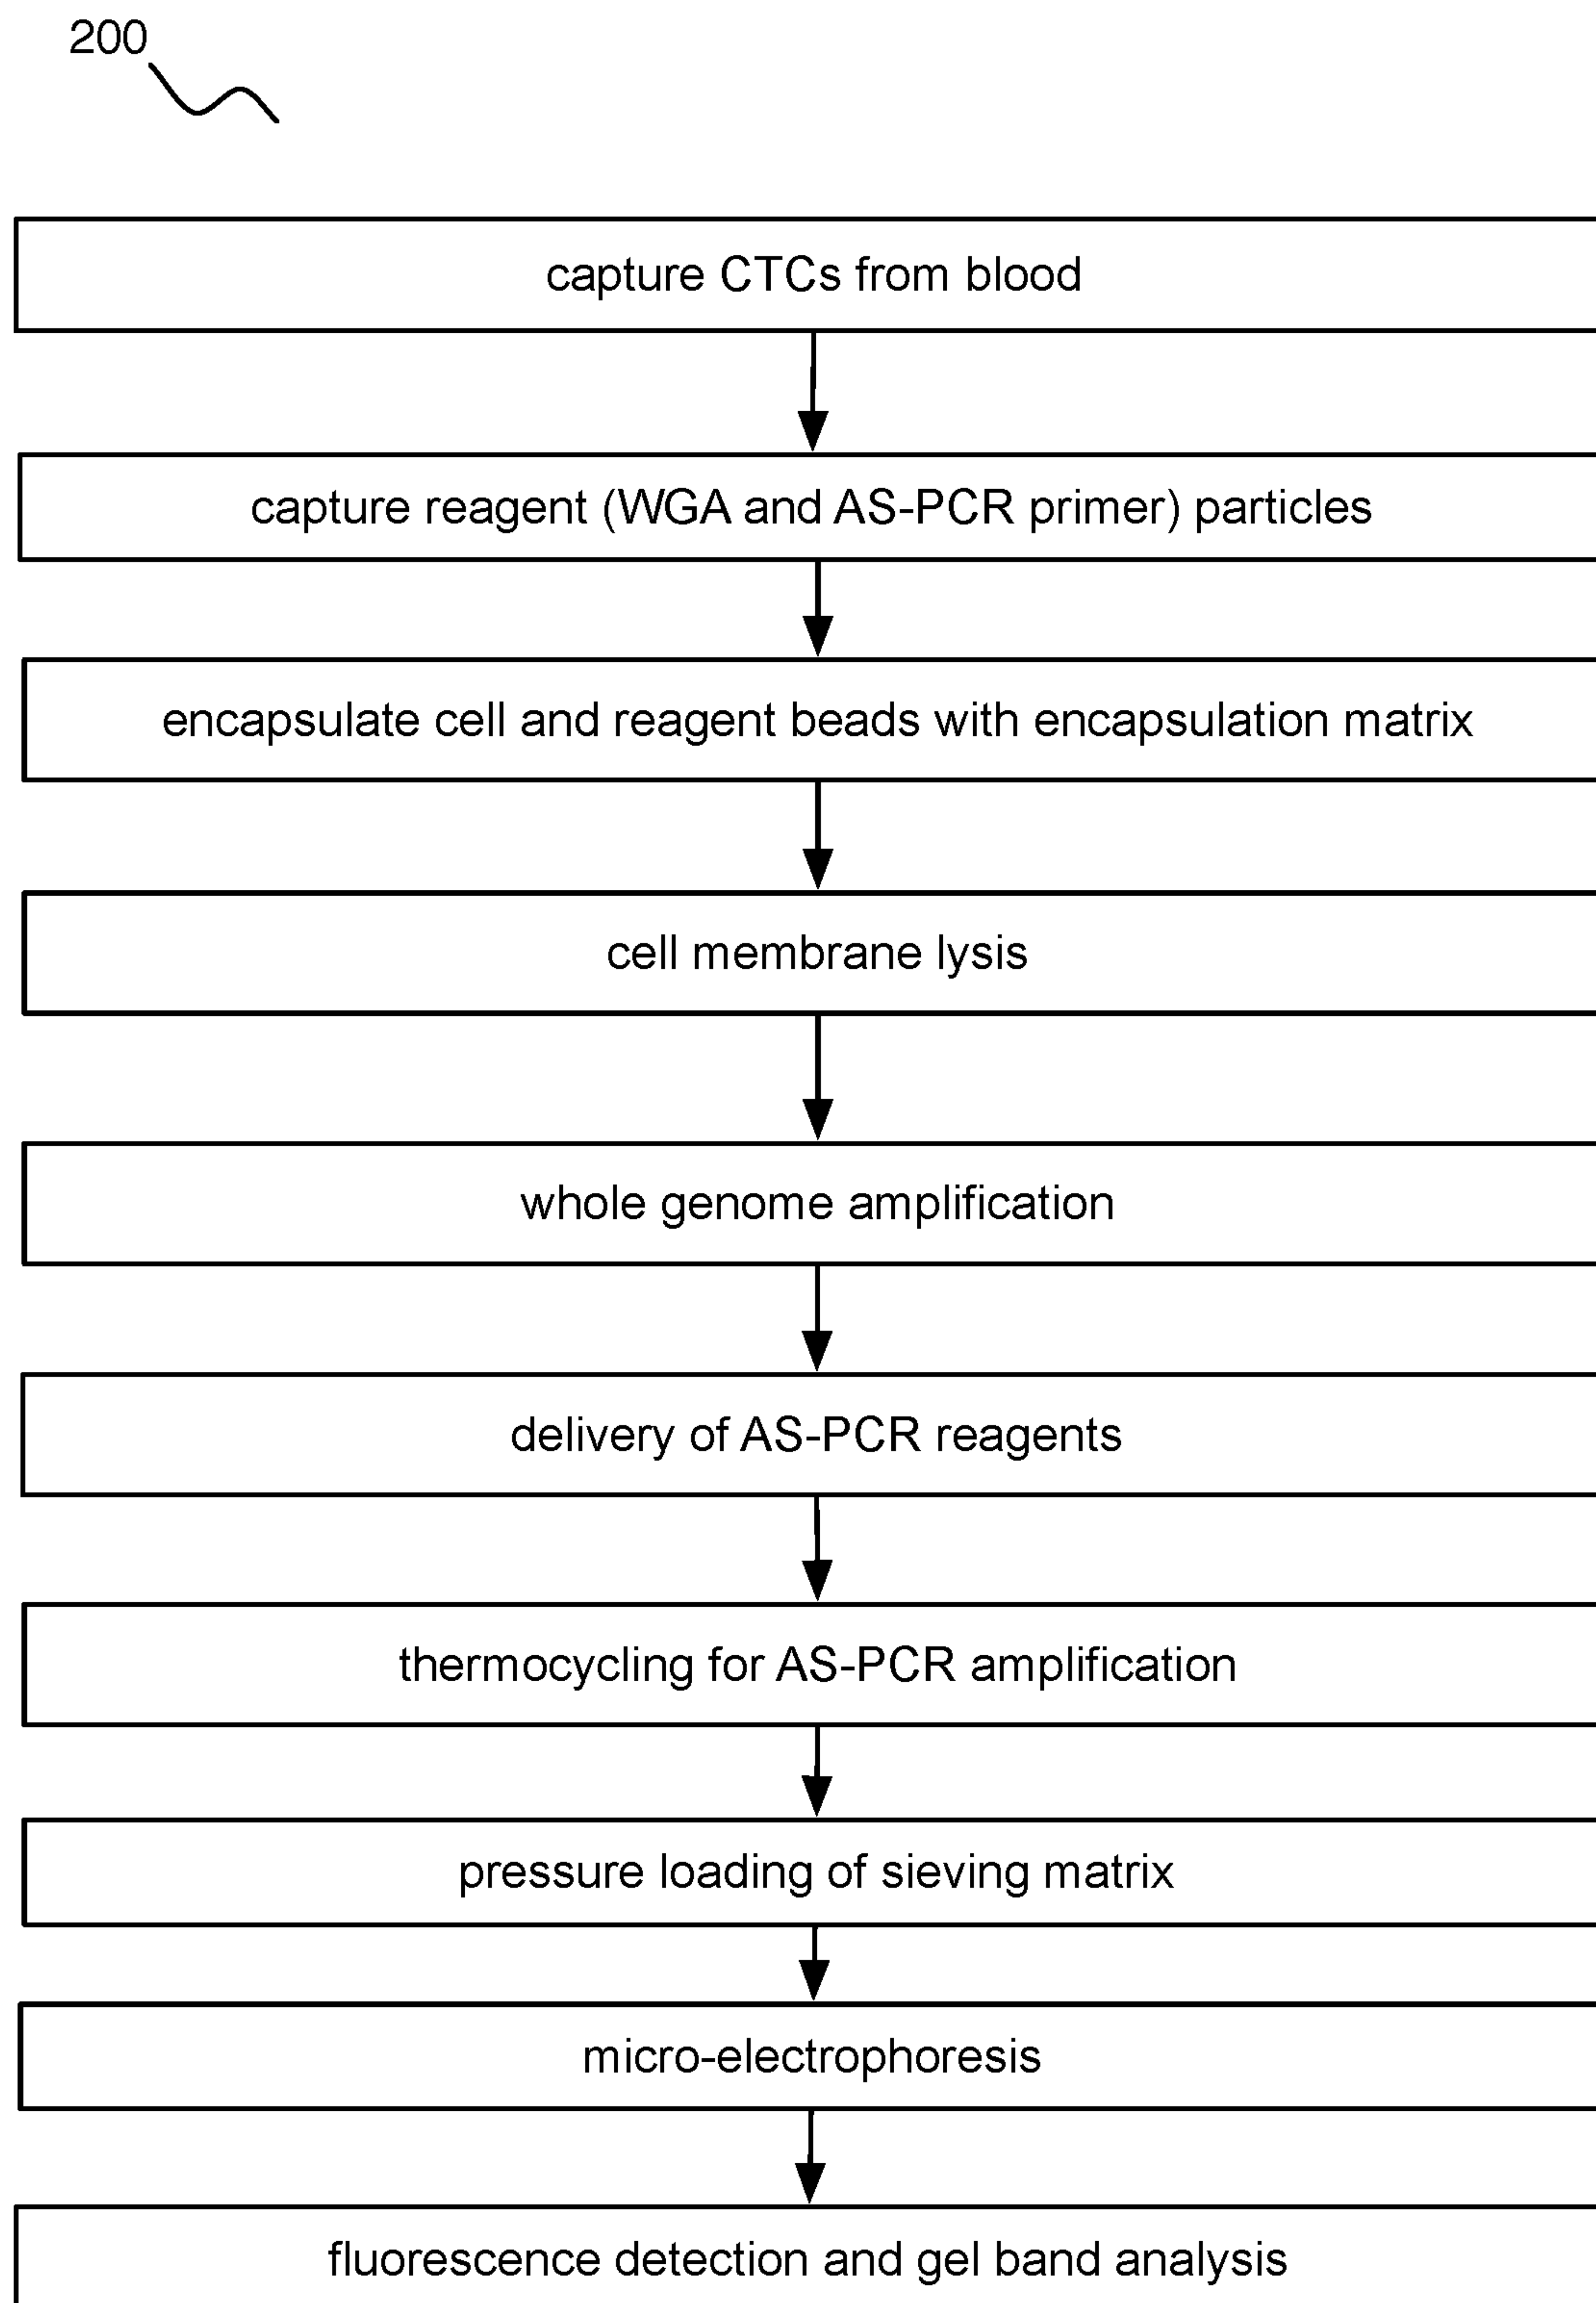 200
capture CTCs from blood
capture reagent (WGA and AS-PCR primer) particles
encapsulate cell and reagent beads with encapsulation matrix
cell membrane lysis
whole genome amplification
delivery of AS-PCR reagents
thermocycling for AS-PCR amplification
pressure loading of sieving matrix
micro-electrophoresis
fluorescence detection and gel band analysis